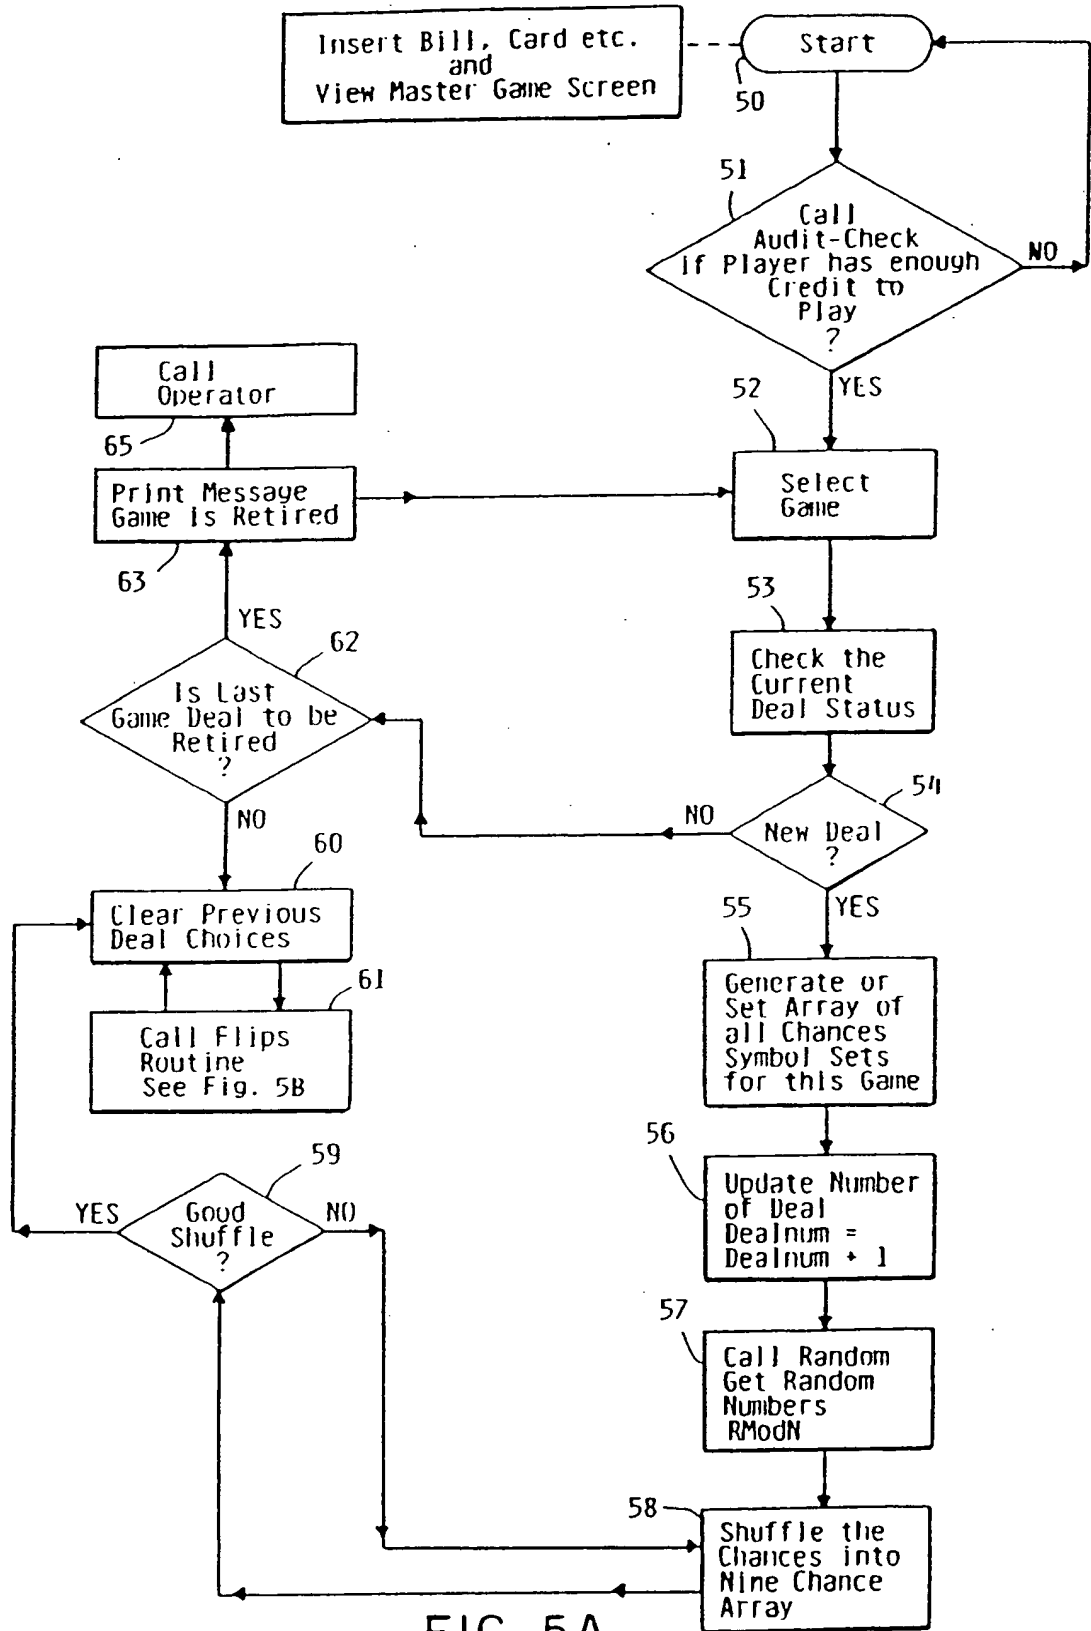 Insert Bill, Card etc.
and
View Master Game Screen
Start
50
51
Call
Audit-Check
if Player has enough
Credit to
Play
?
NO
YES
52
Select
Game
Call
Operator
65
Print Message
Game is Retired
63
53
Check the
Current
Deal Status
YES
62
Is Last
Game Deal to be
Retired
?
NO
54
New Deal
?
NO
YES
60
Clear Previous
Deal Choices
61
Call Flips
Routine
See Fig. 5B
55
Generate or
Set Array of
all Chances
Symbol Sets
for this Game
56
Update Number
of Deal
Dealnum =
Dealnum + 1
59
Good
Shuffle
?
YES
NO
57
Call Random
Get Random
Numbers
RModN
58
Shuffle the
Chances into
Nine Chance
Array
FIG. 5A